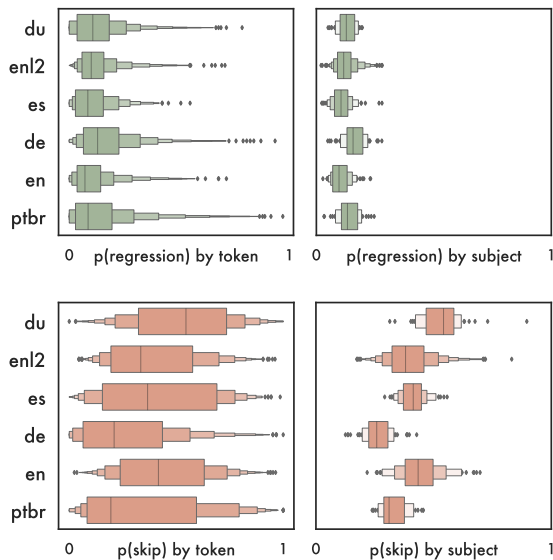 du
enl2
es
de
en
ptbr
0 p(regression) by token 1
0 p(regression) by subject 1
du
enl2
es
de
en
ptbr
0 p(skip) by token 1
0 p(skip) by subject 1